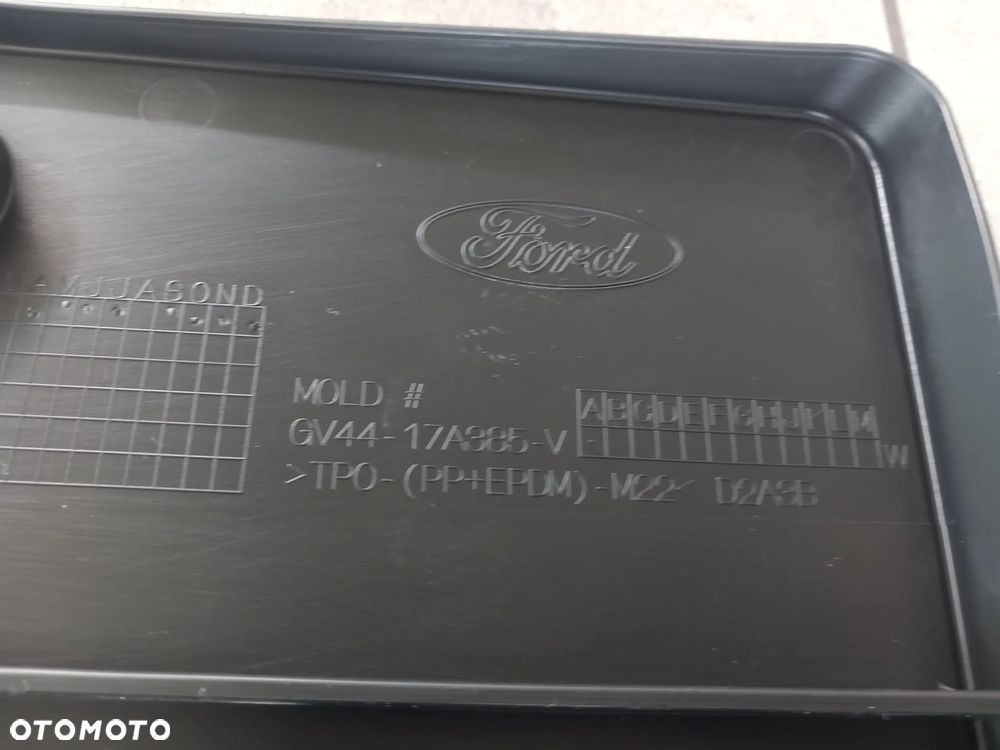 Ford
AMJJASOND
MOLD #
ABCDEFGHJKLM
GV44-17A385-V - W
>TPO-(PP+EPDM)-M22< D2A3B
OTOMOTO